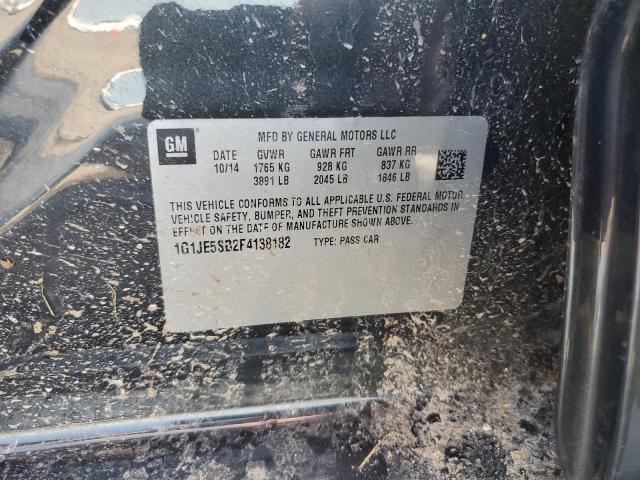 GM
MFD BY GENERAL MOTORS LLC
DATE GVWR GAWR FRT GAWR RR
10/14 1765 KG 928 KG 837 KG
3891 LB 2045 LB 1846 LB
THIS VEHICLE CONFORMS TO ALL APPLICABLE U.S. FEDERAL MOTOR
VEHICLE SAFETY, BUMPER, AND THEFT PREVENTION STANDARDS IN
EFFECT ON THE DATE OF MANUFACTURE SHOWN ABOVE.
1G1JE5SB2F4138182 TYPE: PASS CAR